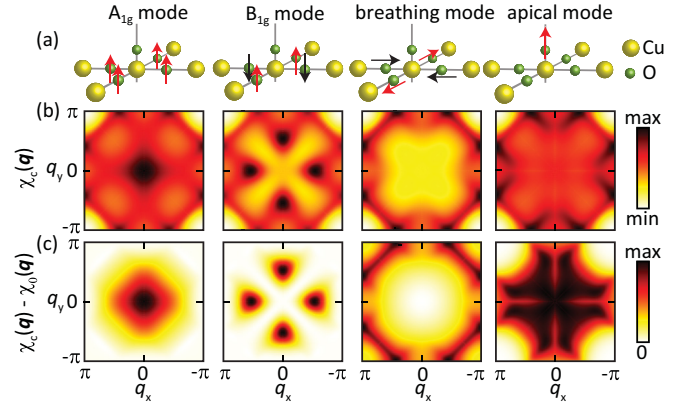 A1g mode B1g mode breathing mode apical mode
(a) Cu
O
(b) π max
χc(q) qy 0
-π min
(c) π max
χc(q) - χ0(q) qy 0
-π 0
π 0 -π π 0 -π π 0 -π π 0 -π
qx qx qx qx